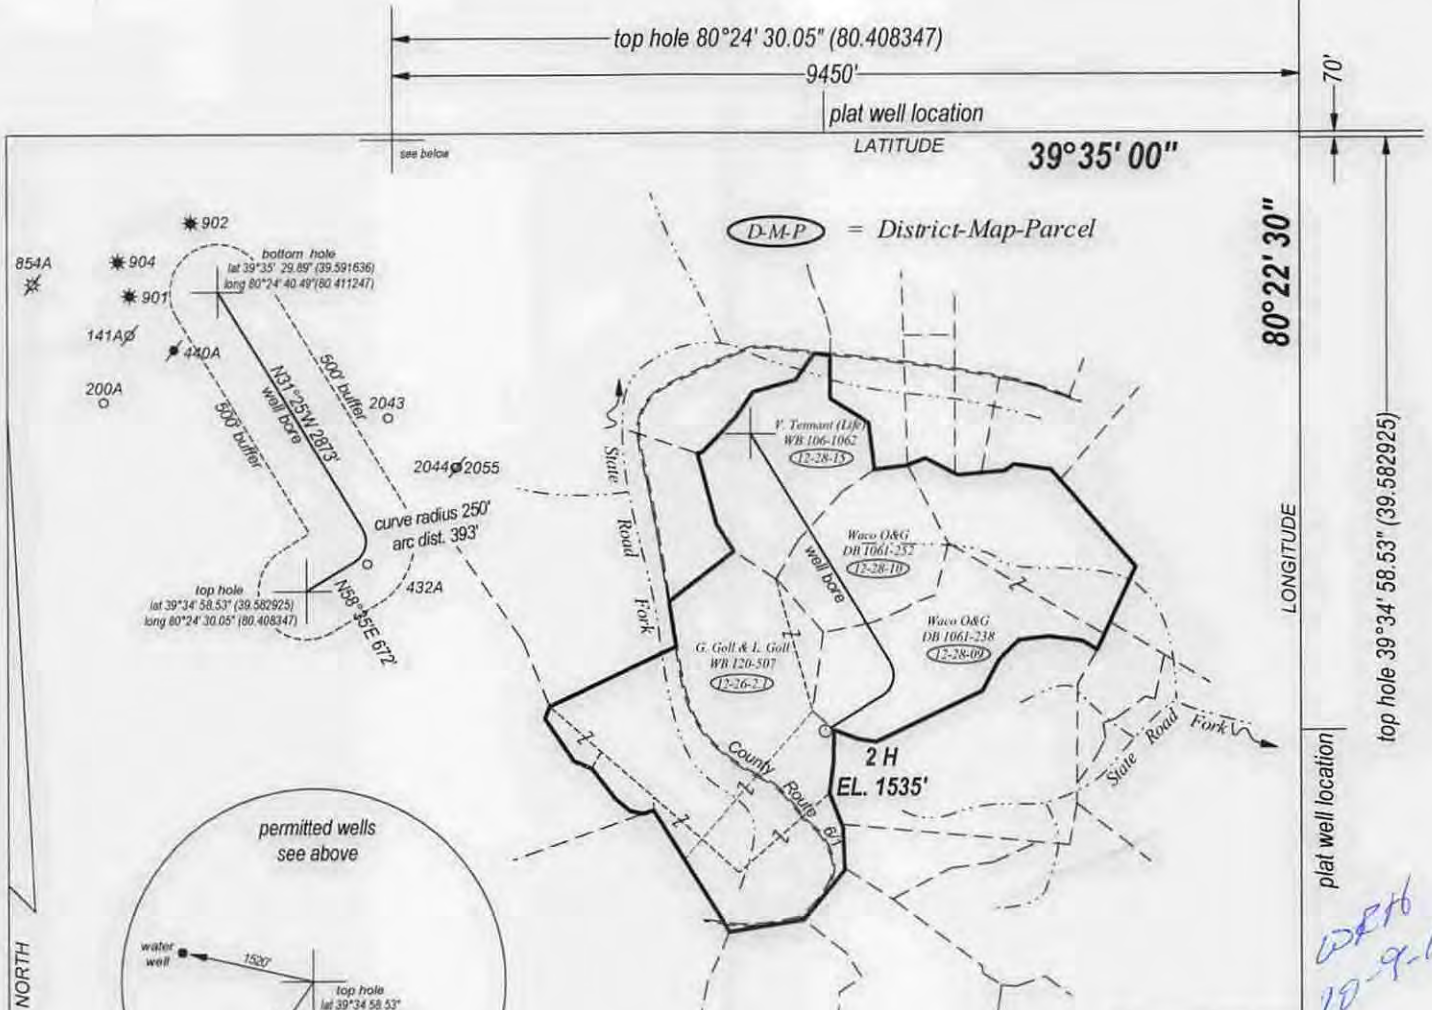 top hole 80°24' 30.05" (80.408347)
9450'
70'
plat well location
LATITUDE
39°35' 00"
see below
D-M-P = District-Map-Parcel
80°22' 30"
LONGITUDE
top hole 39°34' 58.53" (39.582925)
plat well location
902
854A
904
901
141A
440A
200A
bottom hole
lat 39°35' 29.89" (39.591636)
long 80°24' 40.49"(80.411247)
500' buffer
500' buffer
N31°25'W 2873'
well bore
2043
2044 2055
curve radius 250'
arc dist. 393'
432A
top hole
lat 39°34' 58.53" (39.582925)
long 80°24' 30.05" (80.408347)
N58°35'E 672'
State
Road
Fork
V. Tennant (Life)
WB 106-1062
12-28-15
Waco O&G
DB 1061-252
12-28-10
well bore
Waco O&G
DB 1061-238
12-28-09
G. Goll & L. Goll
WB 120-507
12-26-2.1
2 H
EL. 1535'
County Route 6/1
State Road Fork
permitted wells
see above
water
well
1520'
top hole
lat 39°34 58.53"
NORTH
WRH